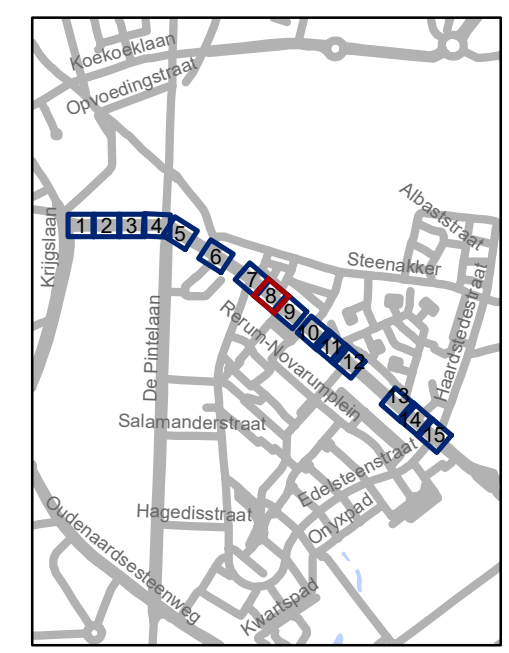 Koekoeklaan
Opvoedingstraat
Krijgslaan
De Pintelaan
Albaststraat
Steenakker
Haardstedestraat
1
2
3
4
5
6
7
8
9
10
11
12
13
14
15
Rerum-Novarumplein
Salamanderstraat
Edelsteenstraat
Hagedisstraat
Onyxpad
Oudenaardsesteenweg
Kwartspad